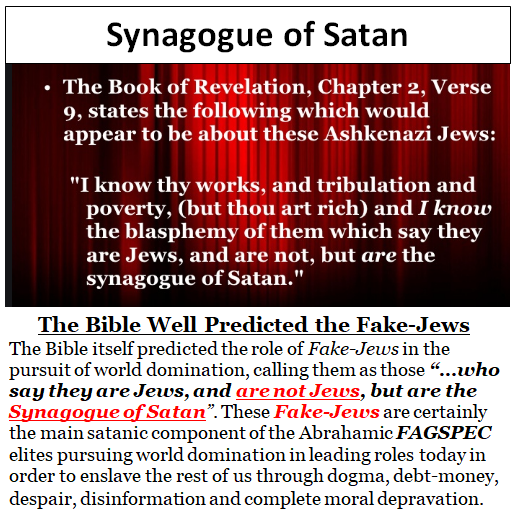 Synagogue of Satan
• The Book of Revelation, Chapter 2, Verse
9, states the following which would
appear to be about these Ashkenazi Jews:
"I know thy works, and tribulation and
poverty, (but thou art rich) and I know
the blasphemy of them which say they
are Jews, and are not, but are the
synagogue of Satan."
The Bible Well Predicted the Fake-Jews
The Bible itself predicted the role of Fake-Jews in the
pursuit of world domination, calling them as those “...who
say they are Jews, and are not Jews, but are the
Synagogue of Satan”. These Fake-Jews are certainly
the main satanic component of the Abrahamic FAGSPEC
elites pursuing world domination in leading roles today in
order to enslave the rest of us through dogma, debt-money,
despair, disinformation and complete moral depravation.